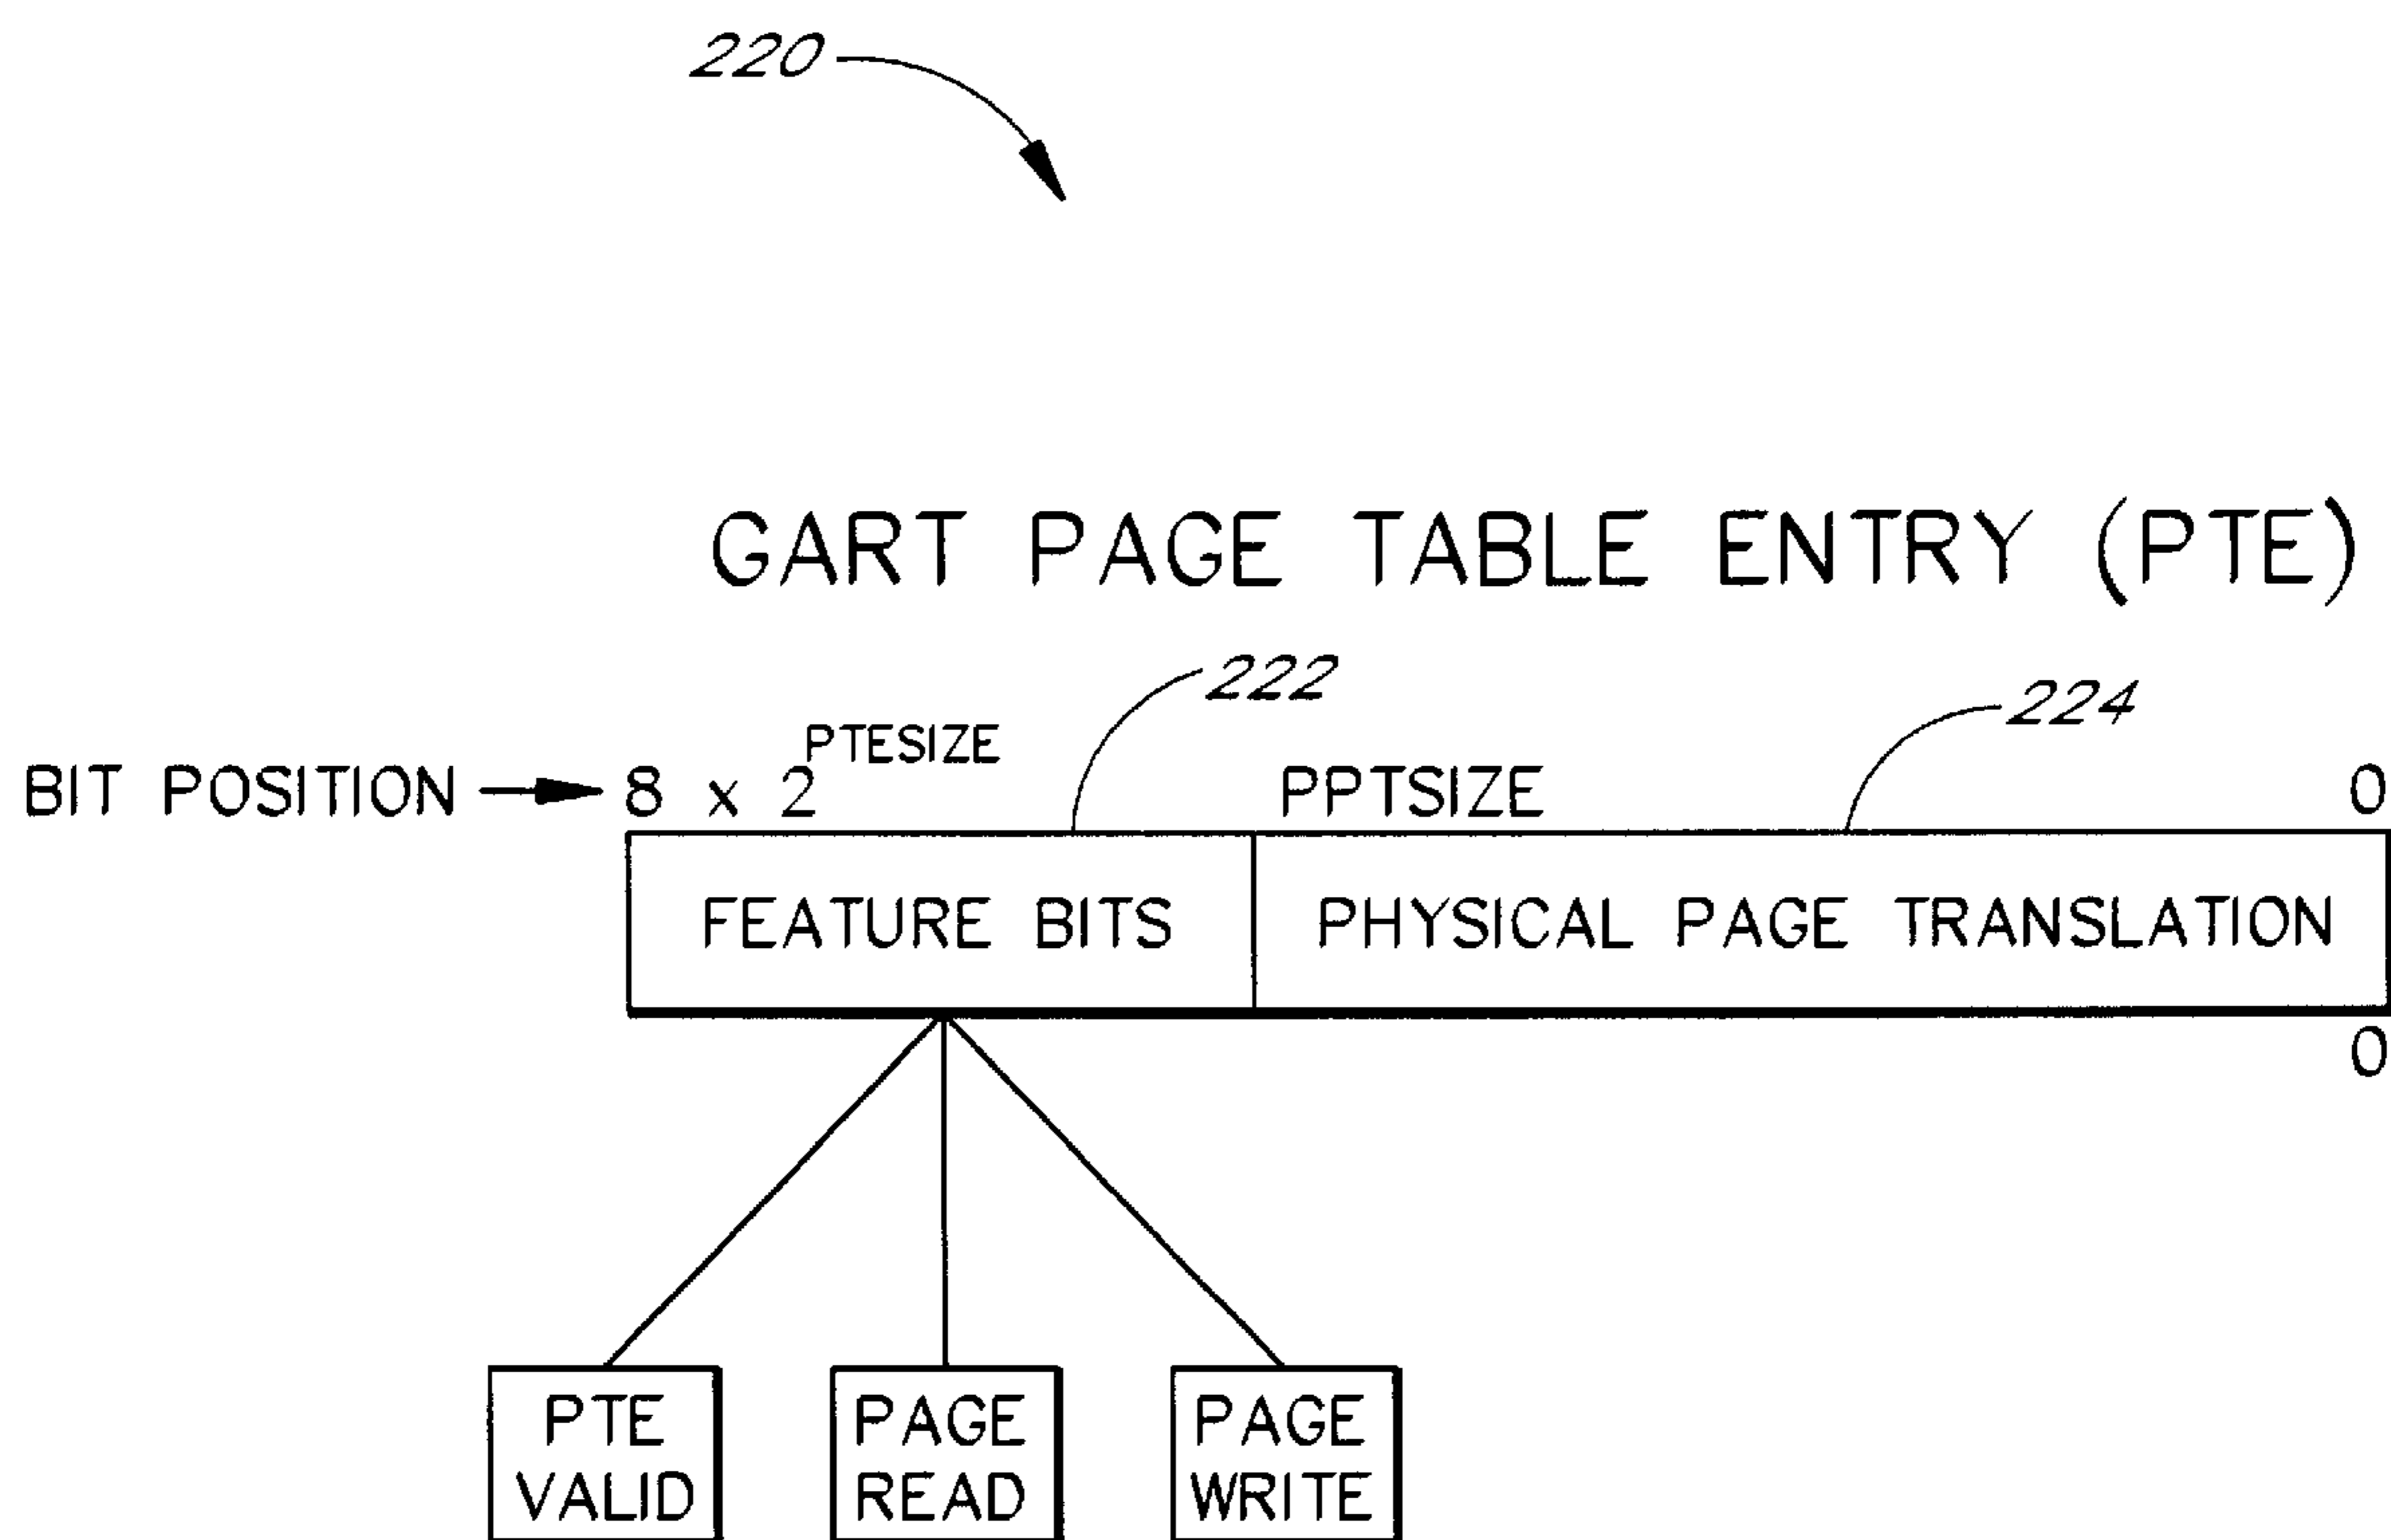 220
GART PAGE TABLE ENTRY (PTE)
222
224
BIT POSITION 8 x 2^PTESIZE PPTSIZE 0
FEATURE BITS PHYSICAL PAGE TRANSLATION
0
PTE VALID
PAGE READ
PAGE WRITE